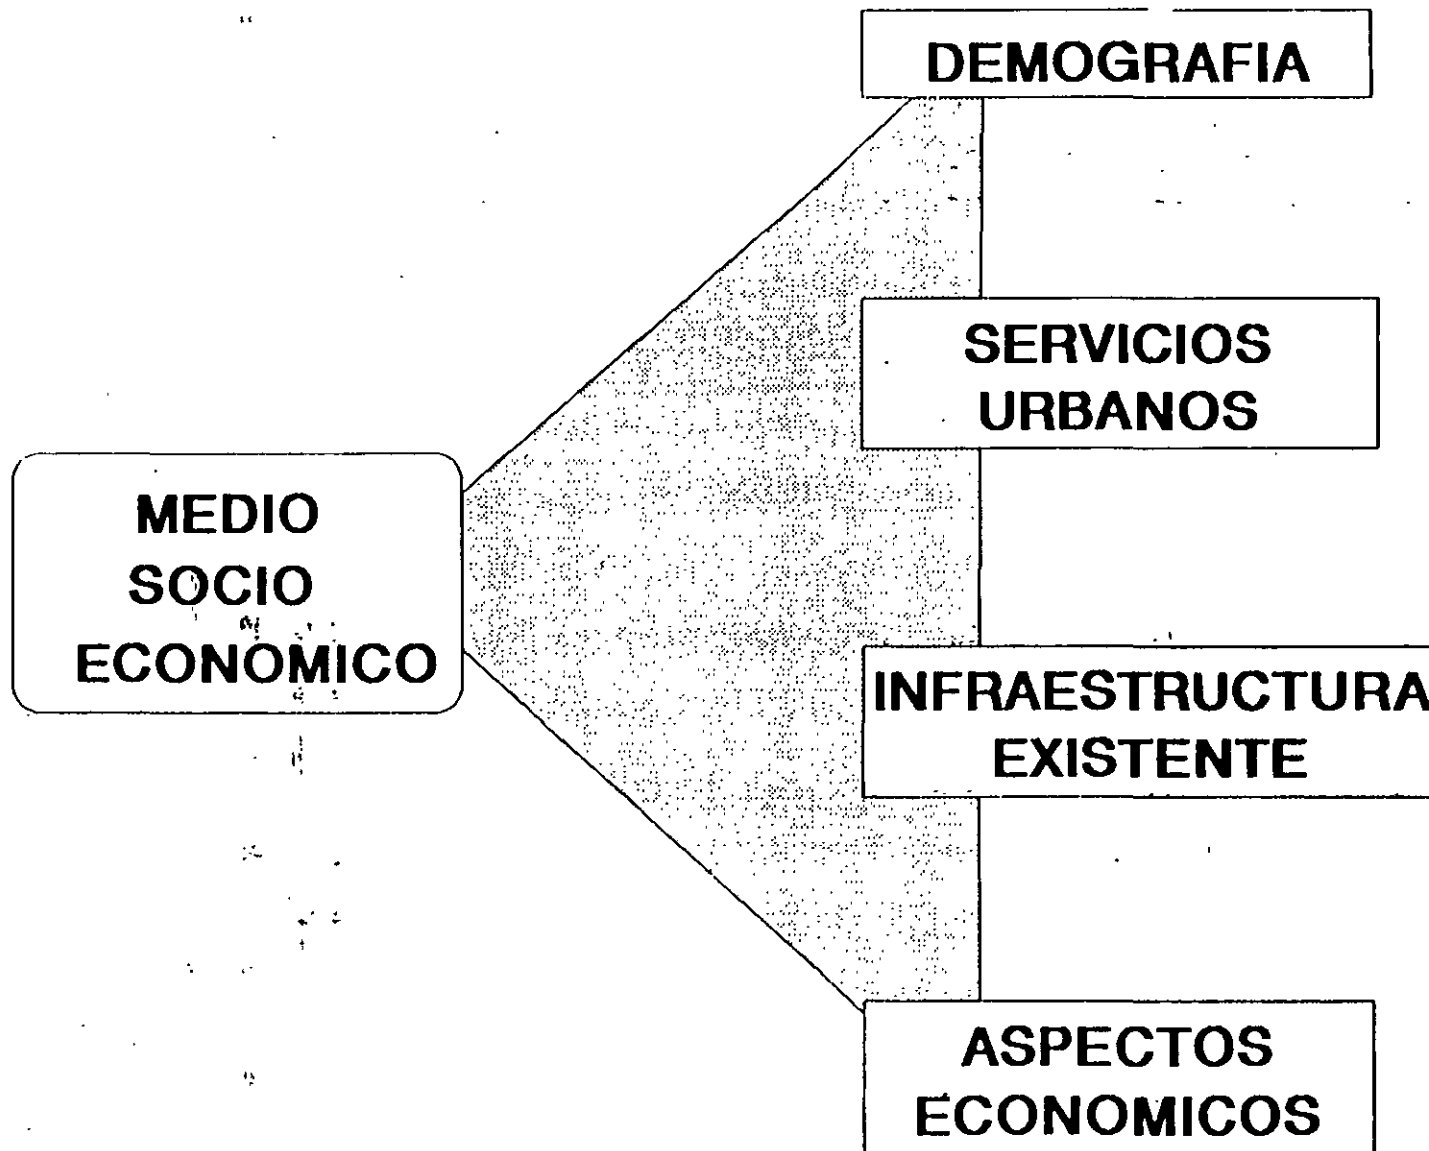 DEMOGRAFIA
SERVICIOS
URBANOS
MEDIO
SOCIO
ECONOMICO
INFRAESTRUCTURA
EXISTENTE
ASPECTOS
ECONOMICOS